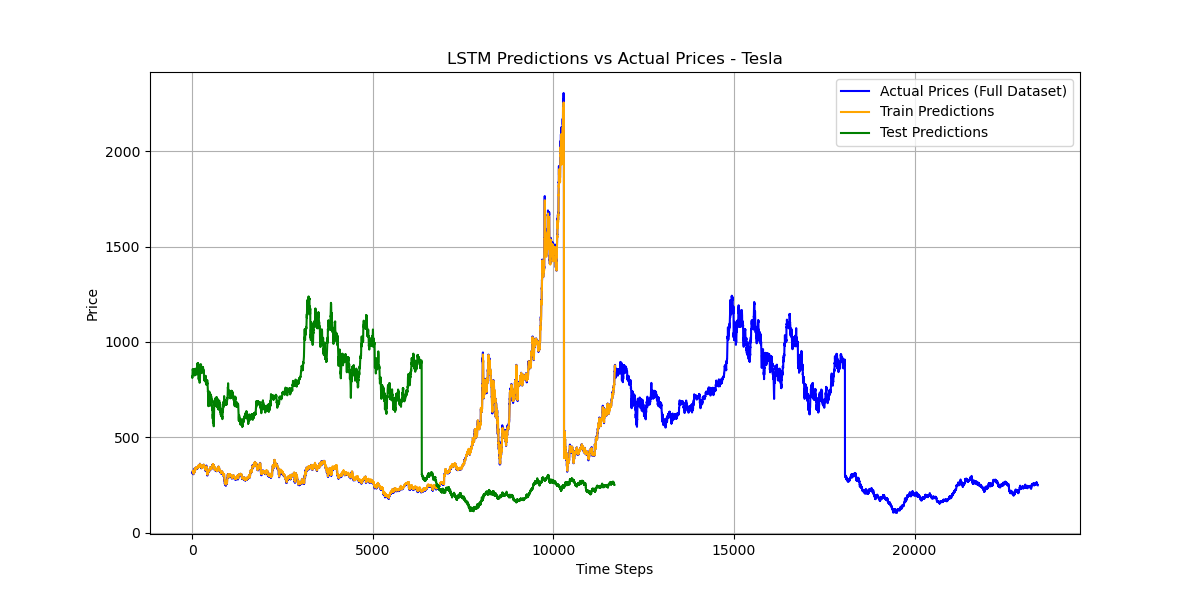 LSTM Predictions vs Actual Prices - Tesla
Actual Prices (Full Dataset)
Train Predictions
Test Predictions
Price
2000
1500
1000
500
0
0 5000 10000 15000 20000
Time Steps